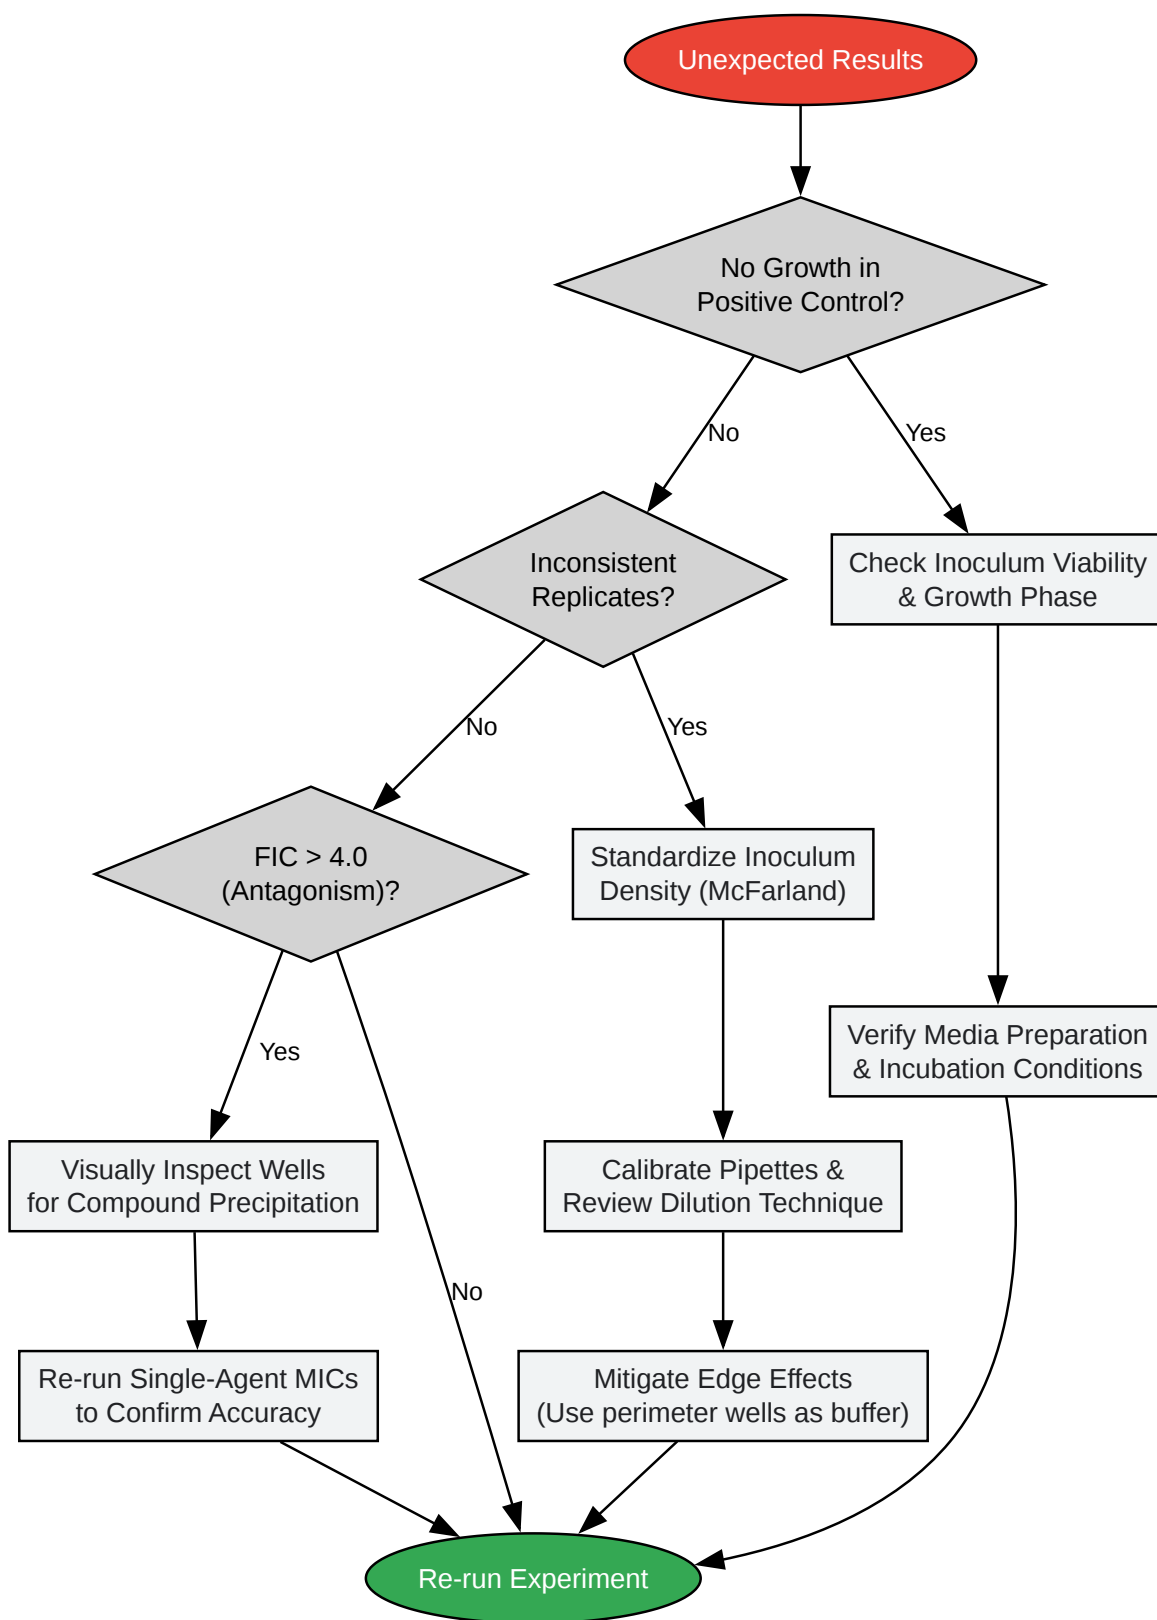 Unexpected Results
No Growth in
Positive Control?
No
Yes
Inconsistent
Replicates?
Check Inoculum Viability
& Growth Phase
No
Yes
FIC > 4.0
(Antagonism)?
Standardize Inoculum
Density (McFarland)
Yes
Verify Media Preparation
& Incubation Conditions
Visually Inspect Wells
for Compound Precipitation
Calibrate Pipettes &
Review Dilution Technique
No
Re-run Single-Agent MICs
to Confirm Accuracy
Mitigate Edge Effects
(Use perimeter wells as buffer)
Re-run Experiment